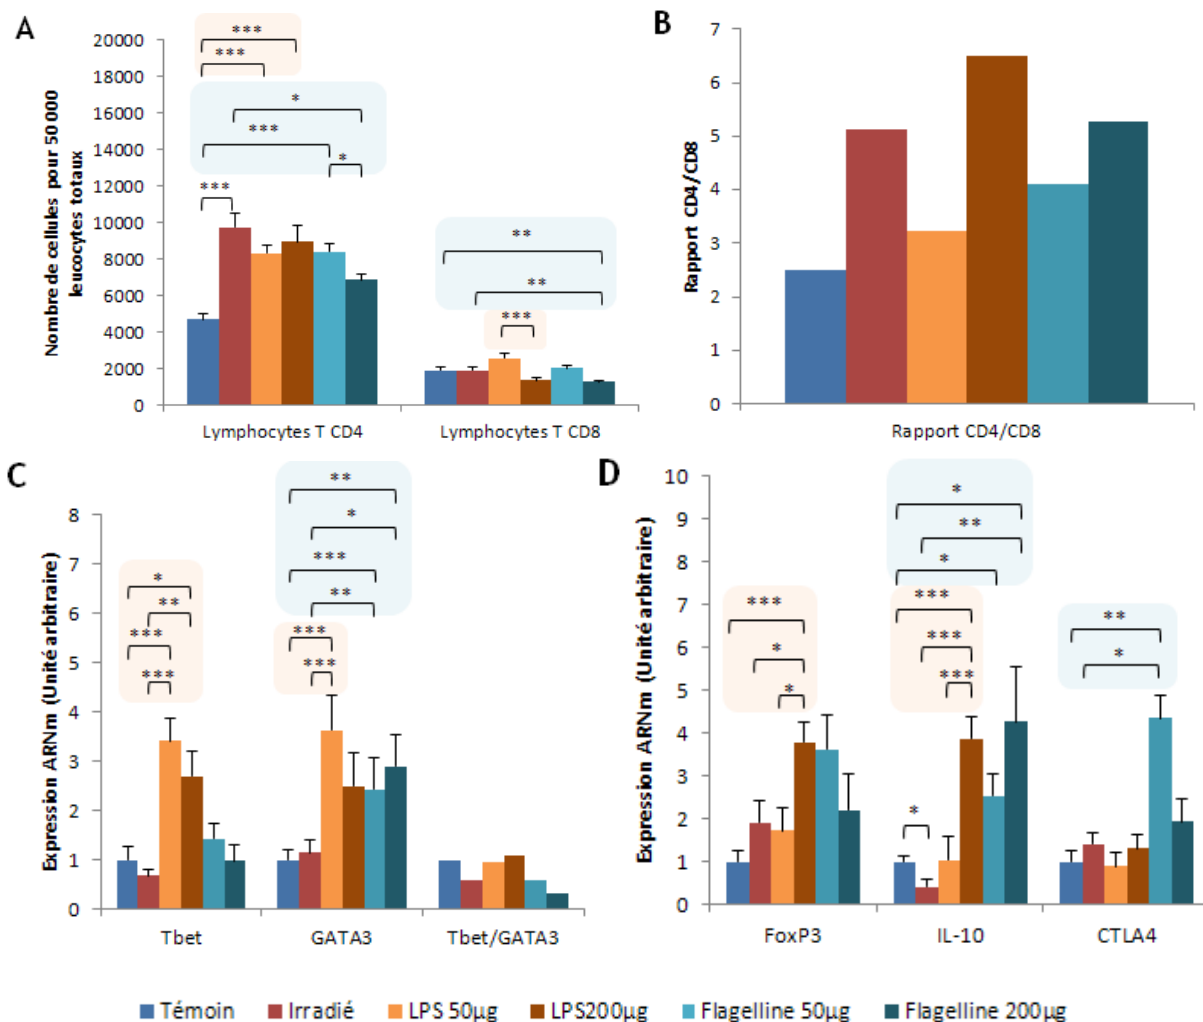 A
Nombre de cellules pour 50000
leucocytes totaux
20000
18000
16000
14000
12000
10000
8000
6000
4000
2000
0
***
***
*
***
*
***
**
**
***
Lymphocytes T CD4
Lymphocytes T CD8
B
Rapport CD4/CD8
7
6
5
4
3
2
1
0
Rapport CD4/CD8
C
Expression ARNm (Unité arbitraire)
8
7
6
5
4
3
2
1
0
*
**
***
***
**
*
***
**
***
***
Tbet
GATA3
Tbet/GATA3
D
Expression ARNm (Unité arbitraire)
10
9
8
7
6
5
4
3
2
1
0
***
*
*
*
**
*
***
***
***
*
**
*
FoxP3
IL-10
CTLA4
Témoin
Irradié
LPS 50µg
LPS200µg
Flagelline 50µg
Flagelline 200µg